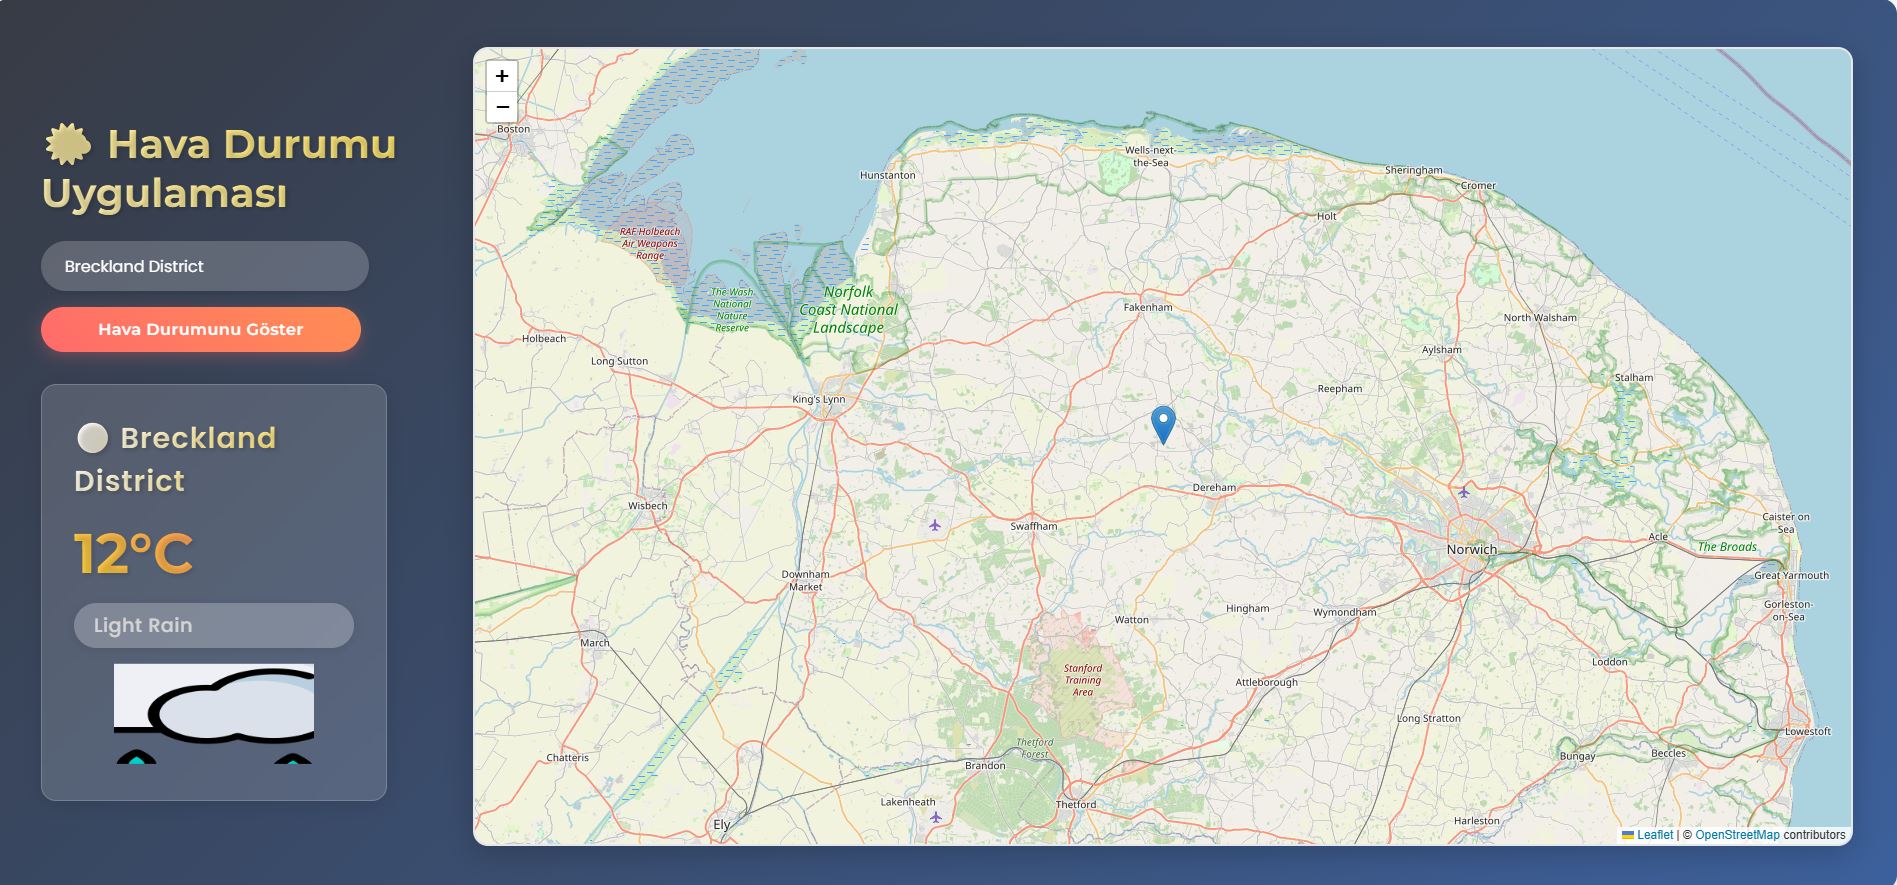 Hava Durumu
Uygulaması
Breckland District
Hava Durumunu Göster
Breckland
District
12°C
Light Rain
+
−
Boston
Hunstanton
Wells-next-
the-Sea
Sheringham
Cromer
Holt
RAF Holbeach
Air Weapons
Range
The Wash
National
Nature
Reserve
Norfolk
Coast National
Landscape
Fakenham
North Walsham
Holbeach
Long Sutton
Aylsham
Stalham
Reepham
King's Lynn
Dereham
Wisbech
Swaffham
Caister on
Sea
Acle
The Broads
Norwich
Downham
Market
Great Yarmouth
Gorleston-
on-Sea
Hingham
Wymondham
Watton
March
Loddon
Stanford
Training
Area
Attleborough
Long Stratton
Lowestoft
Thetford
Forest
Chatteris
Brandon
Bungay
Beccles
Lakenheath
Thetford
Ely
Harleston
Leaflet | © OpenStreetMap contributors